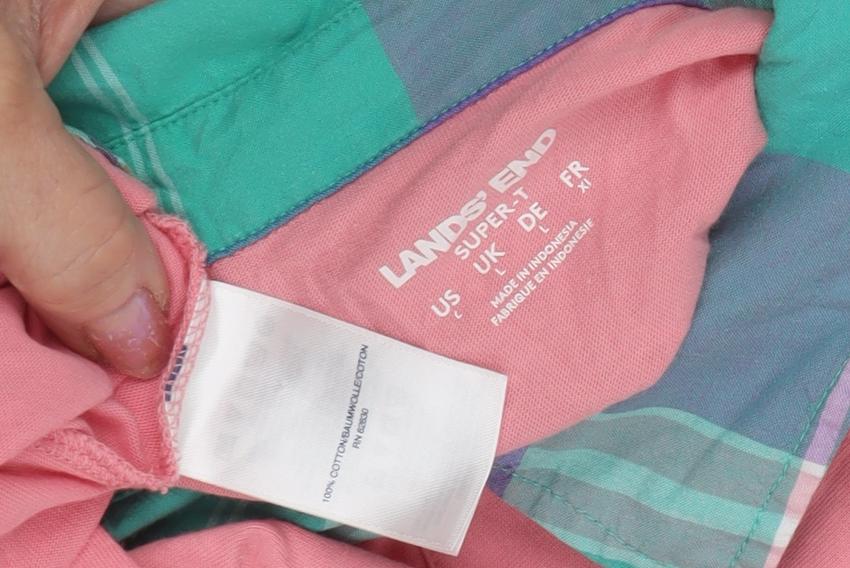 LANDS' END
SUPER-T
US UK DE FR
L L L Xl
MADE IN INDONESIA
FABRIQUE EN INDONESIE
100% COTTON/BAUMWOLLE/COTON
RN 62830